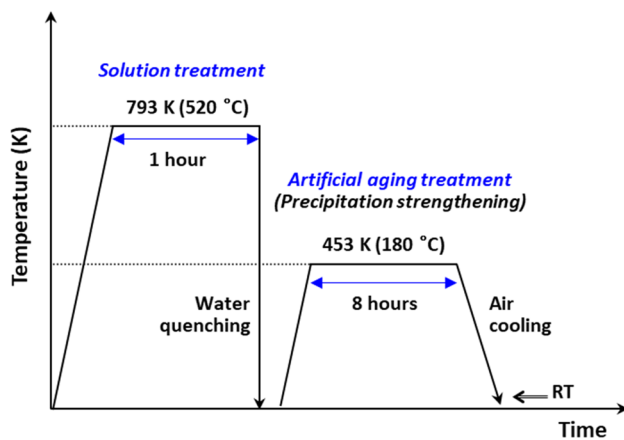 Solution treatment
793 K (520 °C)
1 hour
Artificial aging treatment
(Precipitation strengthening)
453 K (180 °C)
8 hours
Water
quenching
Air
cooling
RT
Temperature (K)
Time